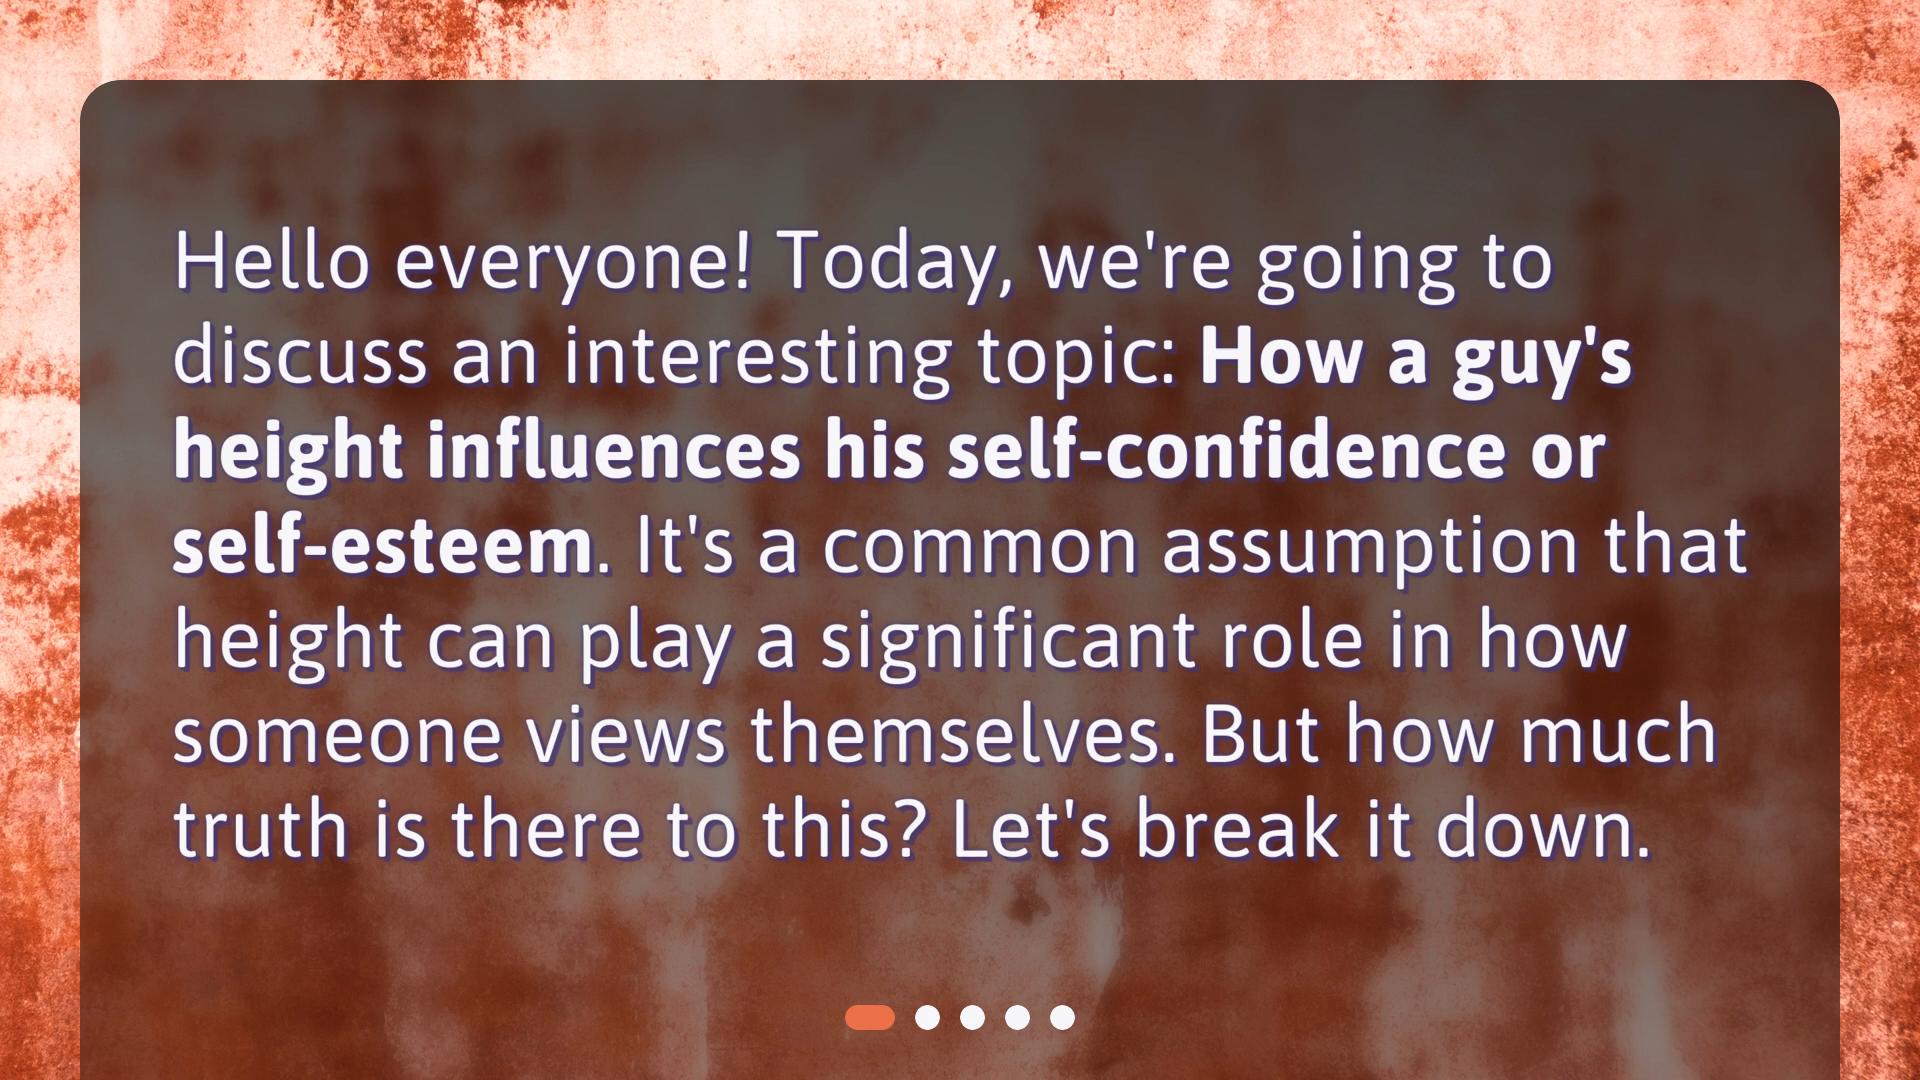 Hello everyone! Today, we're going to
discuss an interesting topic: How a guy's
height influences his self-confidence or
self-esteem. It's a common assumption that
height can play a significant role in how
someone views themselves. But how much
truth is there to this? Let's break it down.